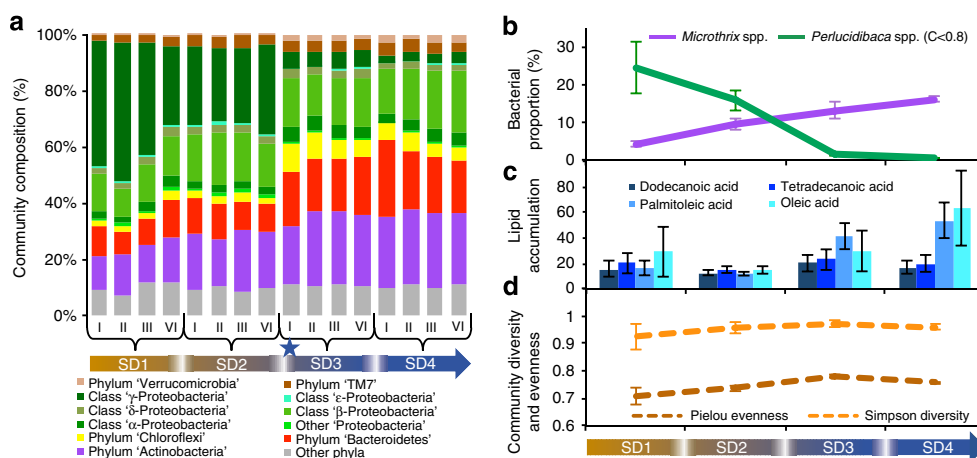 a
Community composition (%)
100%
80%
60%
40%
20%
0%
I II III VI I II III VI I II III VI I II III VI
SD1 SD2 SD3 SD4
Phylum ‘Verrucomicrobia’
Class ‘γ-Proteobacteria’
Class ‘δ-Proteobacteria’
Class ‘α-Proteobacteria’
Phylum ‘Chloroflexi’
Phylum ‘Actinobacteria’
Phylum ‘TM7’
Class ‘ε-Proteobacteria’
Class ‘β-Proteobacteria’
Other ‘Proteobacteria’
Phylum ‘Bacteroidetes’
Other phyla
b
Bacterial
proportion (%)
30
20
10
0
Microthrix spp.
Perlucidibaca spp. (C<0.8)
c
Lipid
accumulation
80
60
40
20
0
Dodecanoic acid
Tetradecanoic acid
Palmitoleic acid
Oleic acid
d
Community diversity
and evenness
1
0.9
0.8
0.7
0.6
Pielou evenness
Simpson diversity
SD1 SD2 SD3 SD4